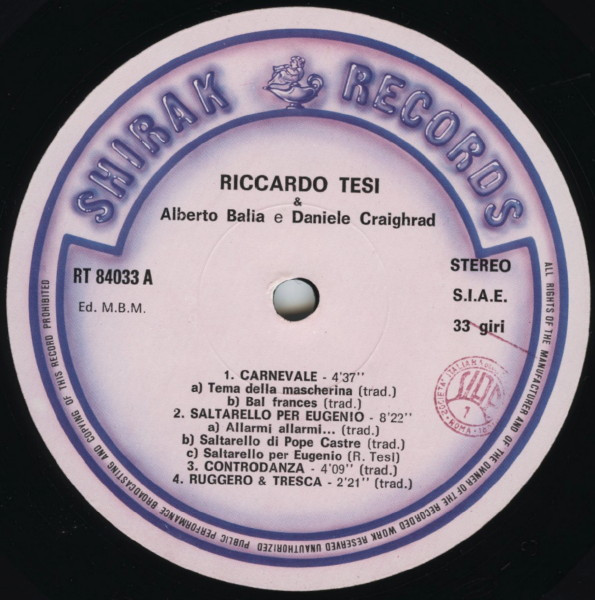 SHIRAK RECORDS
RICCARDO TESI
&
Alberto Balia e Daniele Craighrad
RT 84033 A
Ed. M.B.M.
STEREO
S.I.A.E.
33 giri
1. CARNEVALE - 4'37''
a) Tema della mascherina (trad.)
b) Bal frances (trad.)
2. SALTARELLO PER EUGENIO - 8'22''
a) Allarmi allarmi... (trad.)
b) Saltarello di Pope Castre (trad.)
c) Saltarello per Eugenio (R. Tesi)
3. CONTRODANZA - 4'09'' (trad.)
4. RUGGERO & TRESCA - 2'21'' (trad.)
ALL RIGHTS OF THE MANUFACTURER AND OF THE OWNER OF THE RECORDED WORK RESERVED UNAUTHORIZED PUBLIC PERFORMANCE BROADCASTING AND COPYING OF THIS RECORD PROHIBITED
SOCIETA' ITALIANA
ROMA